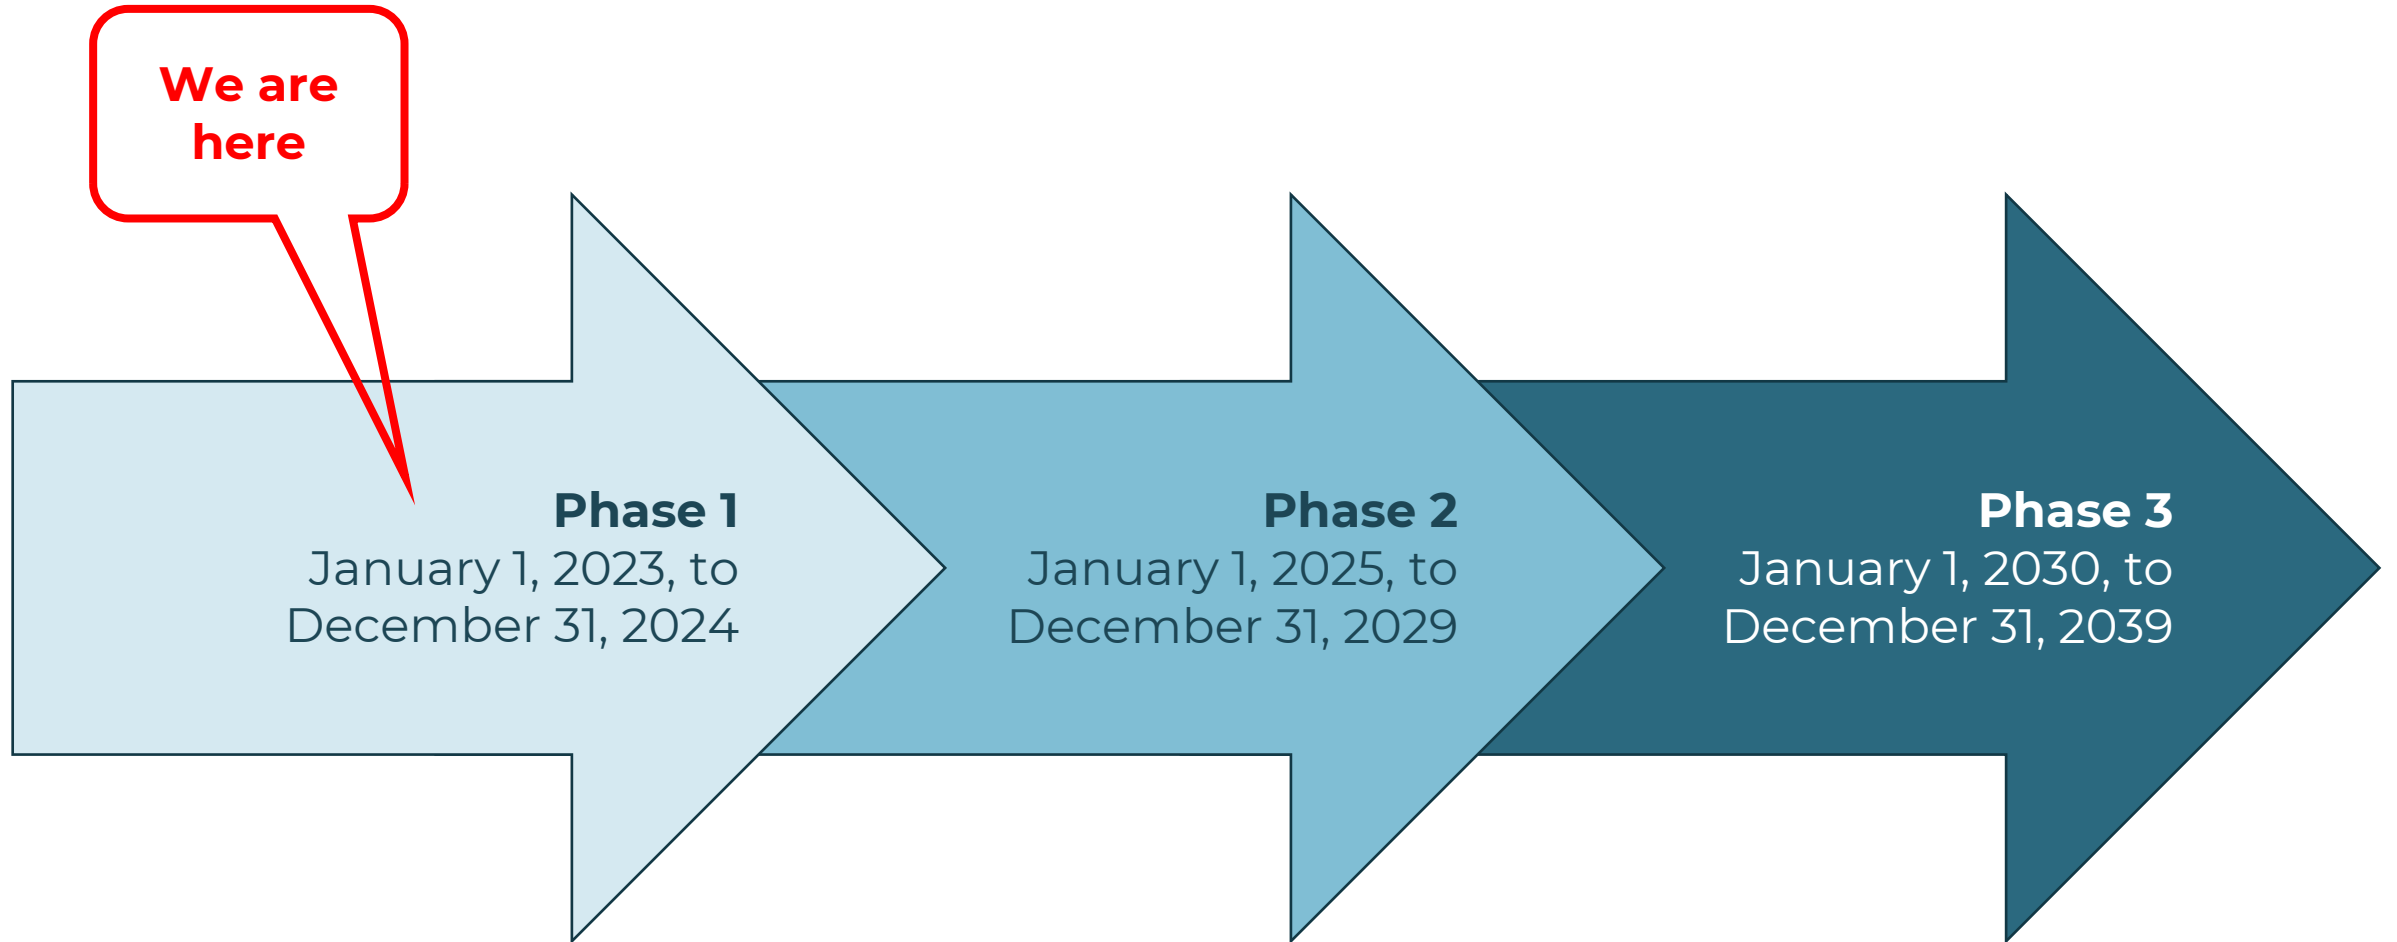 We are
here
Phase 1
January 1, 2023, to
December 31, 2024
Phase 2
January 1, 2025, to
December 31, 2029
Phase 3
January 1, 2030, to
December 31, 2039